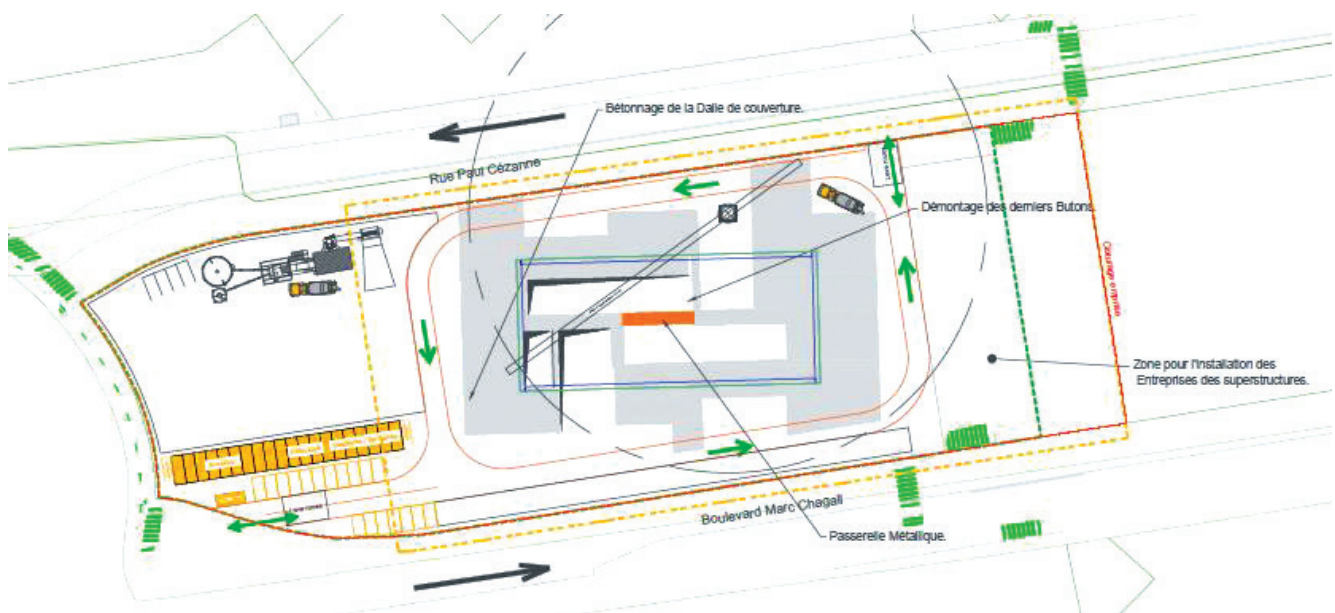 Bétonnage de la Dalle de couverture.
Rue Paul Cézanne
Démontage des derniers Butons.
Zone pour l'installation des
Entreprises des superstructures.
Boulevard Marc Chagall
Passerelle Métallique.